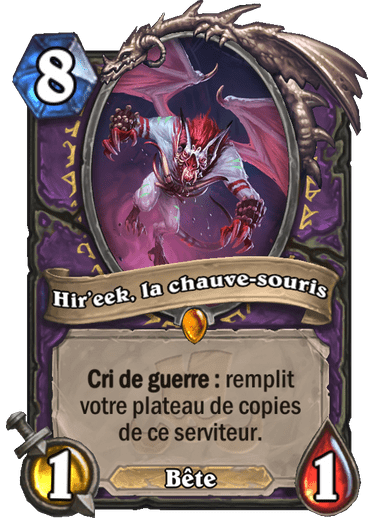 8
Hir'eek, la chauve-souris
Cri de guerre : remplit
votre plateau de copies
de ce serviteur.
1
Bête
1